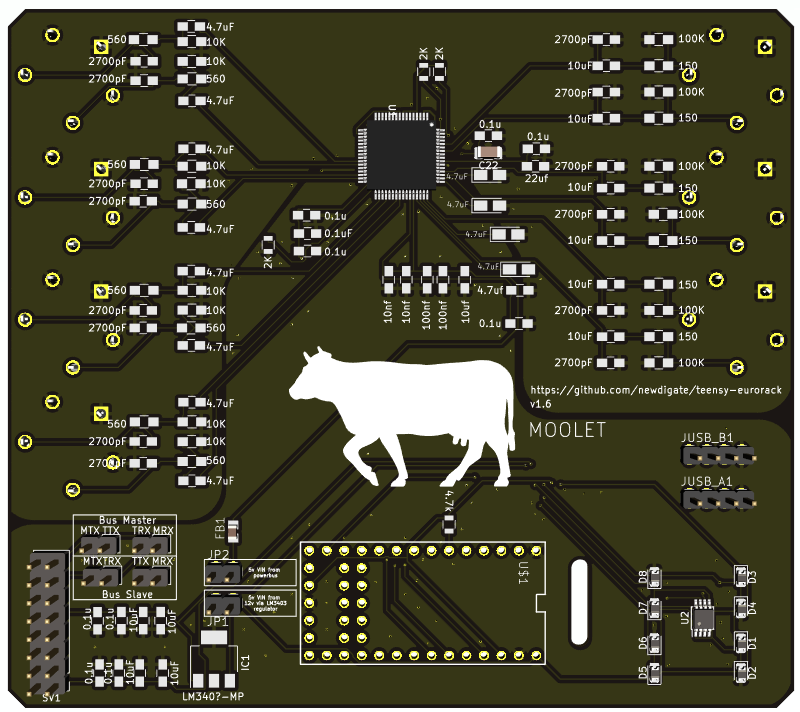 4.7uF
560
10K
2700pF
10K
2700pF
560
4.7uF
2K
2K
2700pF
100K
10uF
150
2700pF
100K
10uF
150
U
0.1u
C22
0.1u
22uf
4.7uF
4.7uF
4.7uF
4.7uF
4.7uf
0.1u
4.7uF
560
10K
2700pF
10K
2700pF
560
4.7uF
0.1u
0.1uF
0.1u
2K
2700pF
100K
10uF
150
2700pF
100K
10uF
150
4.7uF
560
10K
2700pF
10K
2700pF
560
4.7uF
10nf
10nf
100nf
100nf
10uf
10uF
150
2700pF
100K
10uF
150
2700pF
100K
https://github.com/newdigate/teensy-eurorack
v1.6
MOOLET
4.7uF
560
10K
2700pF
10K
2700pF
560
4.7uF
JUSB_B1
JUSB_A1
4.7k
FB1
Bus Master
MTX TTX TRX MRX
MTX TRX TTX MRX
Bus Slave
JP2
5v VIN from
powerbus
5v VIN from
12v via LM3403
regulator
JP1
U$1
0.1u
0.1u
10uF
10uF
0.1u
0.1u
10uF
10uF
SV1
IC1
LM340?-MP
D8
D3
D7
D4
U2
D6
D1
D5
D2